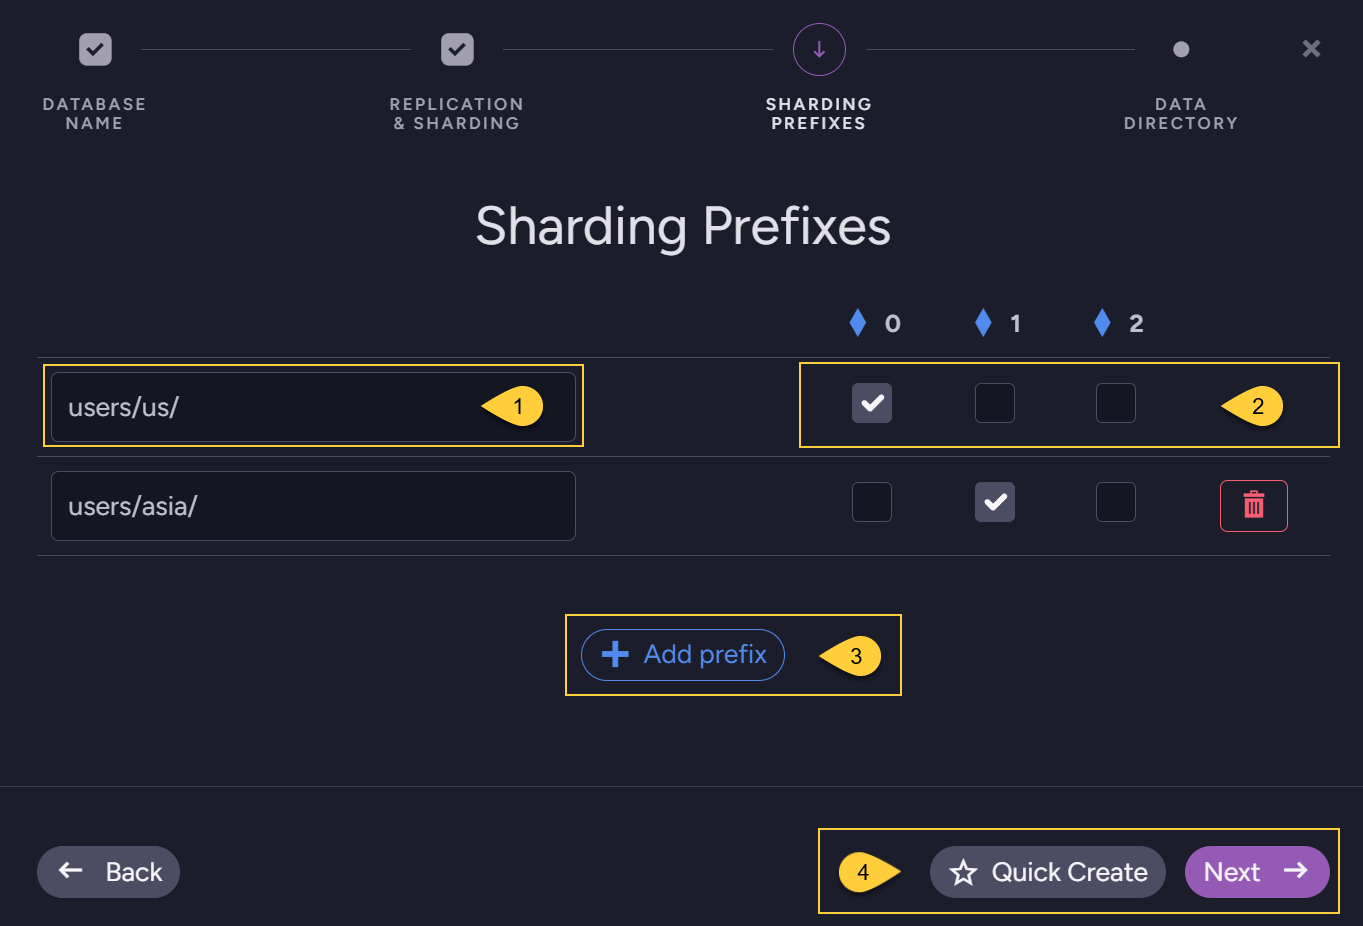 DATABASE
NAME
REPLICATION
& SHARDING
SHARDING
PREFIXES
DATA
DIRECTORY
Sharding Prefixes
0 1 2
users/us/ 1 2
users/asia/
Add prefix 3
Back 4 Quick Create Next